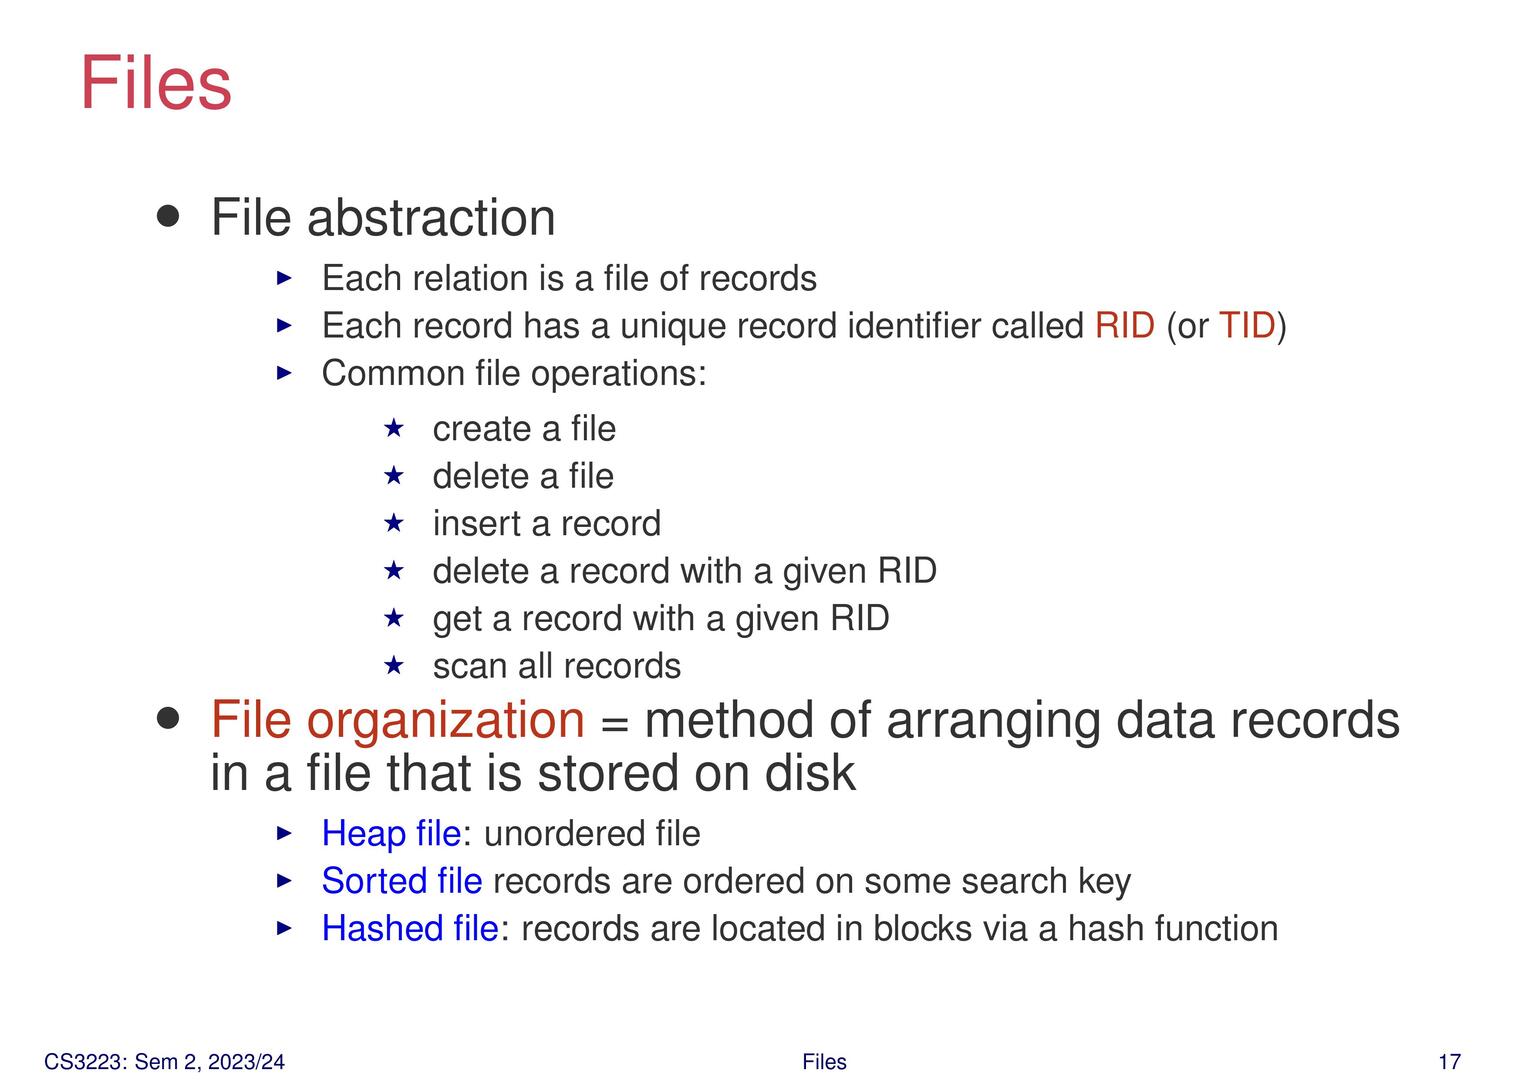 Files
● File abstraction
▶ Each relation is a file of records
▶ Each record has a unique record identifier called RID (or TID)
▶ Common file operations:
★ create a file
★ delete a file
★ insert a record
★ delete a record with a given RID
★ get a record with a given RID
★ scan all records
● File organization = method of arranging data records
in a file that is stored on disk
▶ Heap file: unordered file
▶ Sorted file records are ordered on some search key
▶ Hashed file: records are located in blocks via a hash function
CS3223: Sem 2, 2023/24 Files 17